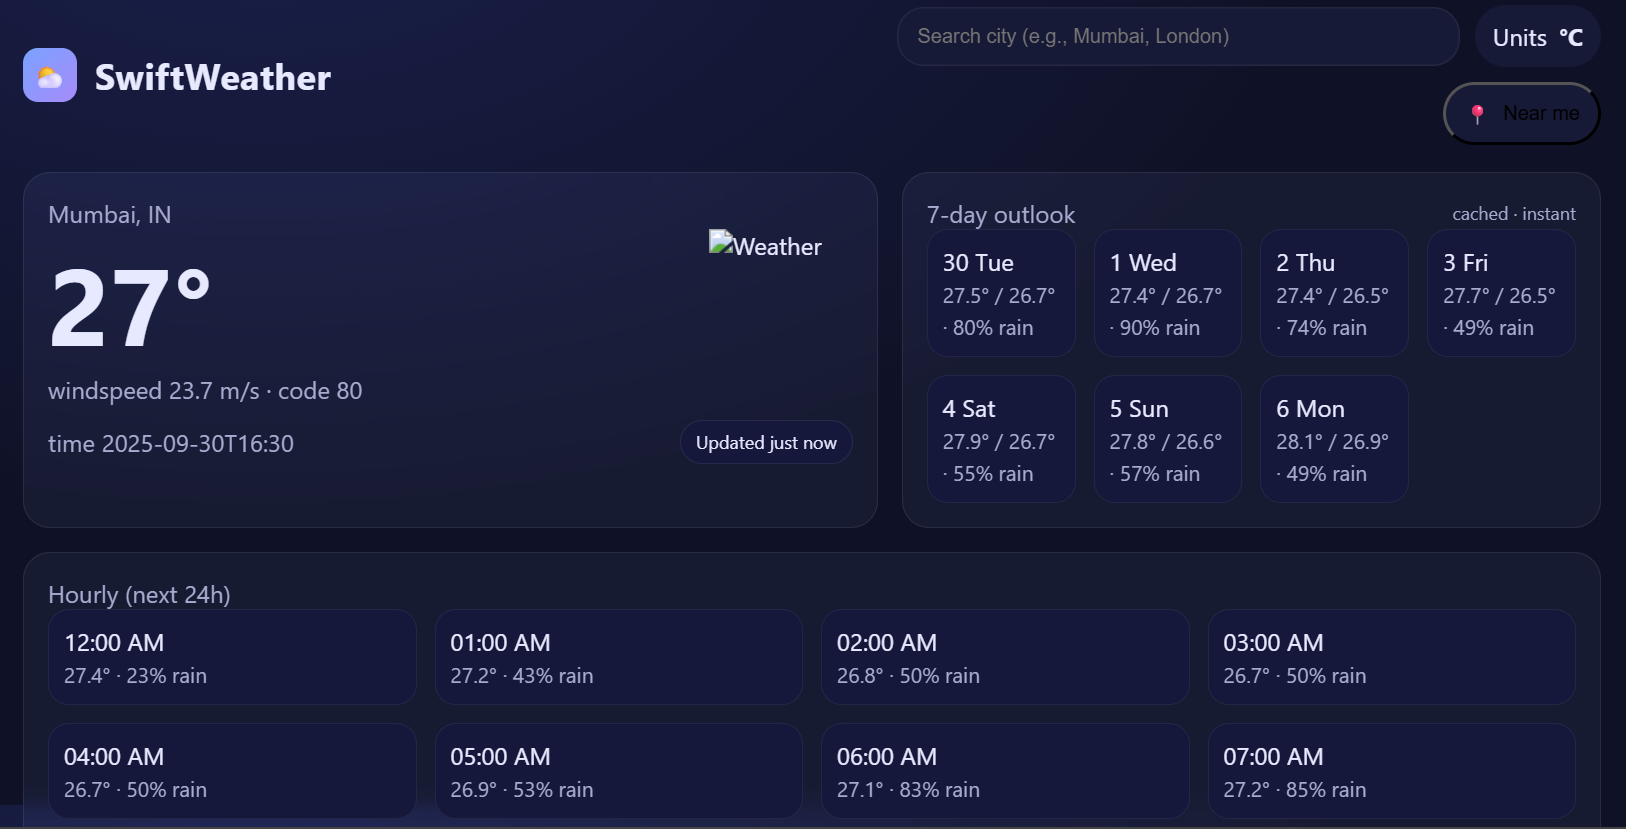 SwiftWeather
Search city (e.g., Mumbai, London)
Units °C
Near me
Mumbai, IN
27°
windspeed 23.7 m/s · code 80
time 2025-09-30T16:30
Weather
Updated just now
7-day outlook
cached · instant
30 Tue
27.5° / 26.7°
· 80% rain
1 Wed
27.4° / 26.7°
· 90% rain
2 Thu
27.4° / 26.5°
· 74% rain
3 Fri
27.7° / 26.5°
· 49% rain
4 Sat
27.9° / 26.7°
· 55% rain
5 Sun
27.8° / 26.6°
· 57% rain
6 Mon
28.1° / 26.9°
· 49% rain
Hourly (next 24h)
12:00 AM
27.4° · 23% rain
01:00 AM
27.2° · 43% rain
02:00 AM
26.8° · 50% rain
03:00 AM
26.7° · 50% rain
04:00 AM
26.7° · 50% rain
05:00 AM
26.9° · 53% rain
06:00 AM
27.1° · 83% rain
07:00 AM
27.2° · 85% rain